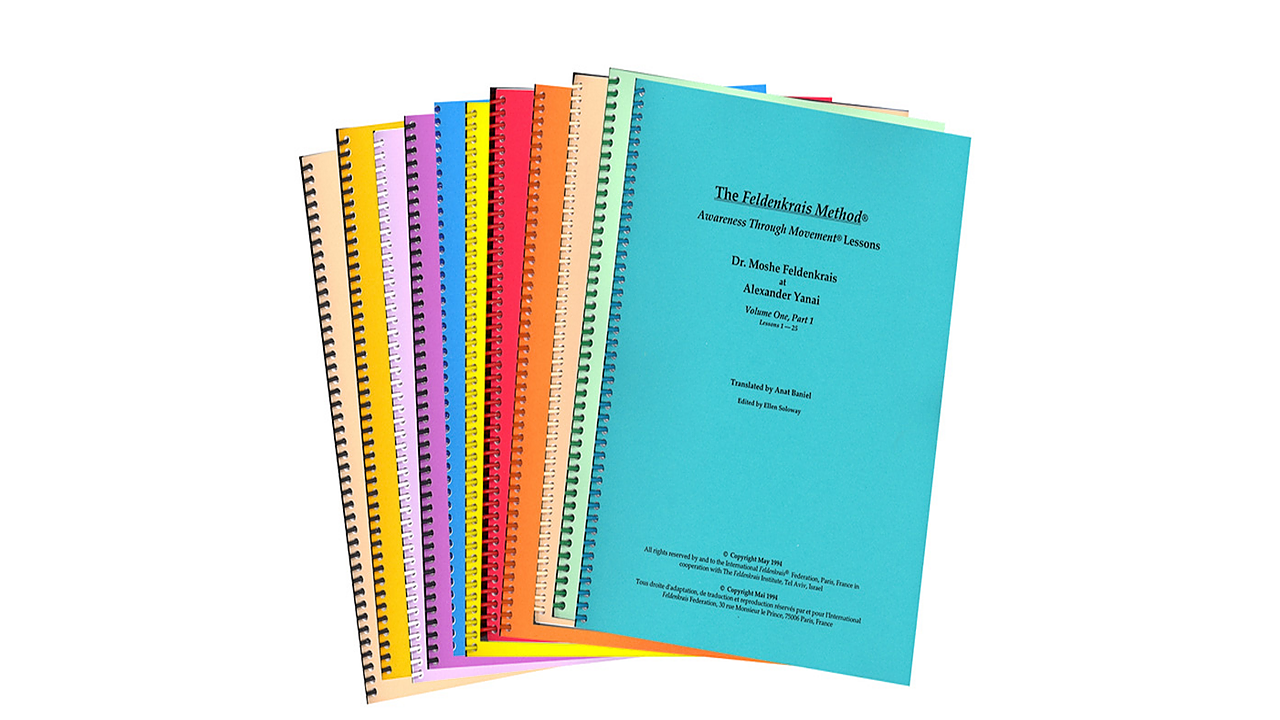 The Feldenkrais Method®
Awareness Through Movement® Lessons
Dr. Moshe Feldenkrais
at
Alexander Yanai
Volume One, Part 1
Lessons 1 — 25
Translated by Anat Baniel
Edited by Ellen Soloway
© Copyright May 1994
All rights reserved by and to the International Feldenkrais® Federation, Paris, France in
cooperation with The Feldenkrais Institute, Tel Aviv, Israel
© Copyright Mai 1994
Tous droite d'adaptation, de traduction et reproduction réservés par et pour l'International
Feldenkrais Federation, 30 rue Monsieur le Prince, 75006 Paris, France